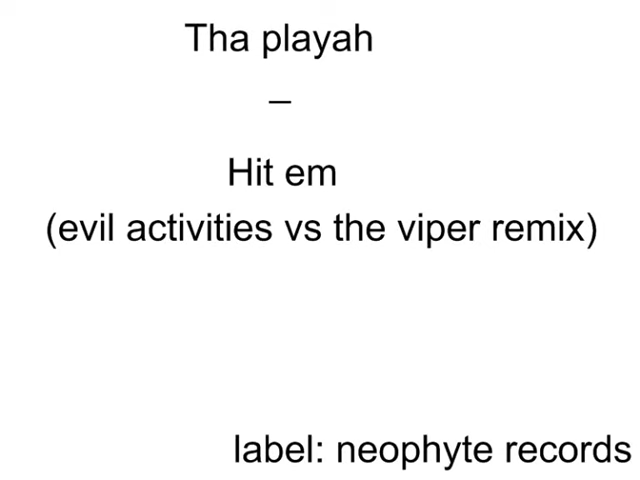 Tha playah
–
Hit em
(evil activities vs the viper remix)
label: neophyte records